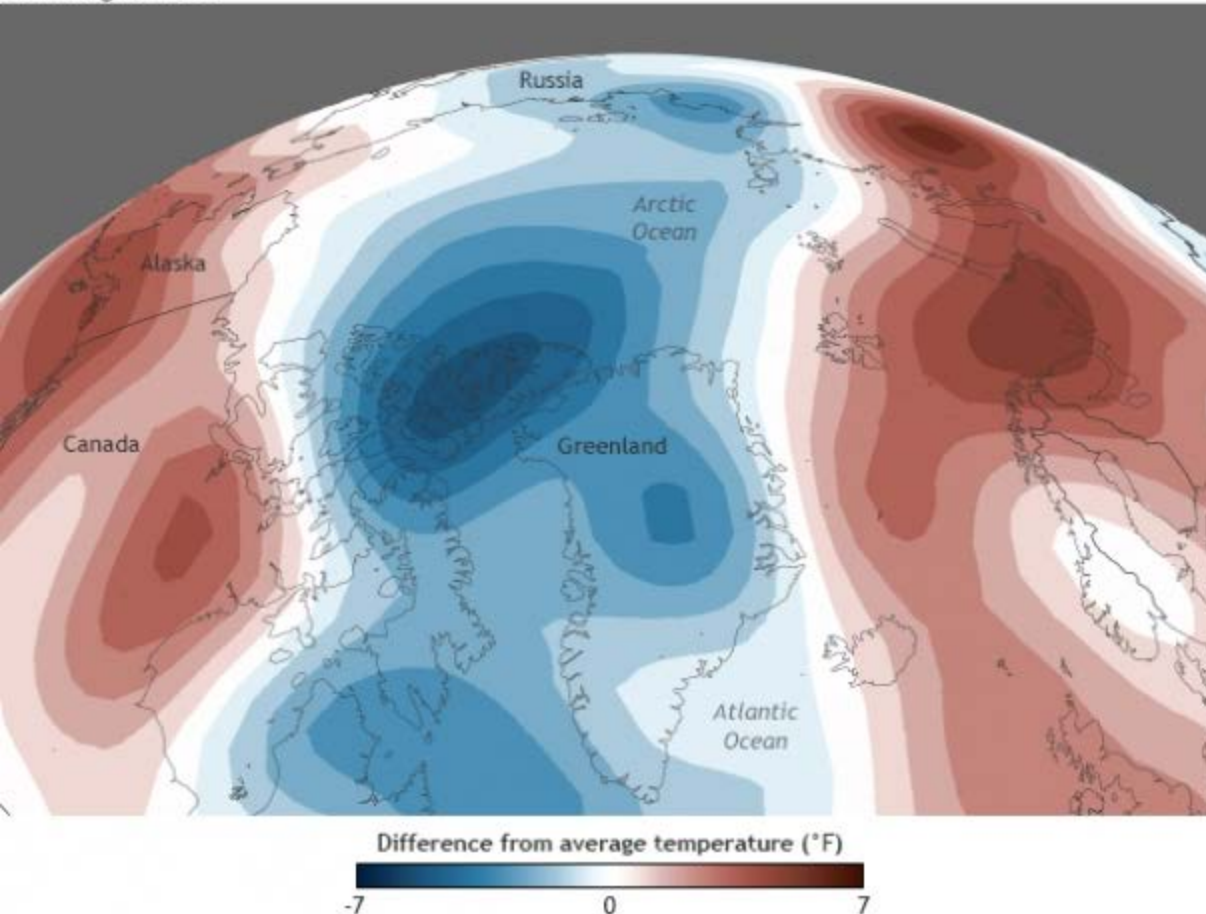 Russia
Arctic
Ocean
Alaska
Canada
Greenland
Atlantic
Ocean
Difference from average temperature (°F)
-7 0 7